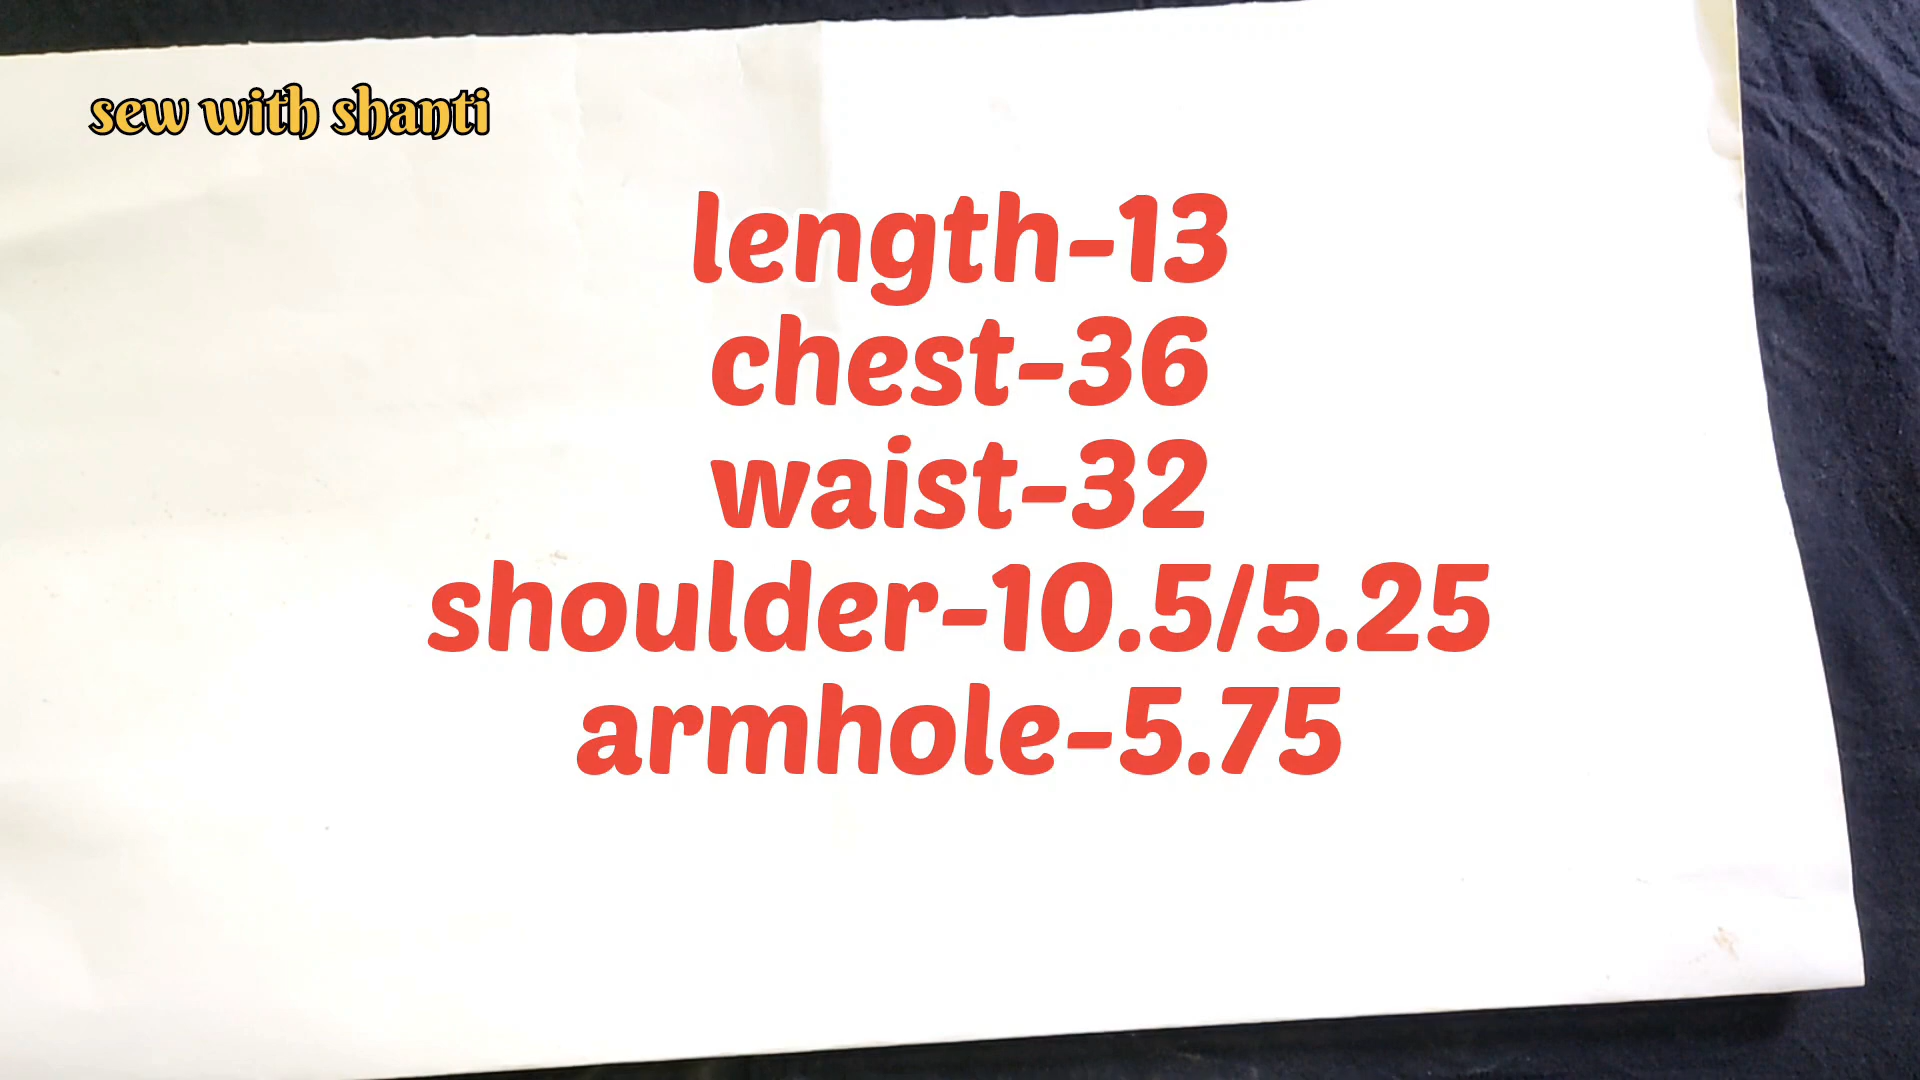 sew with shanti
length-13
chest-36
waist-32
shoulder-10.5/5.25
armhole-5.75